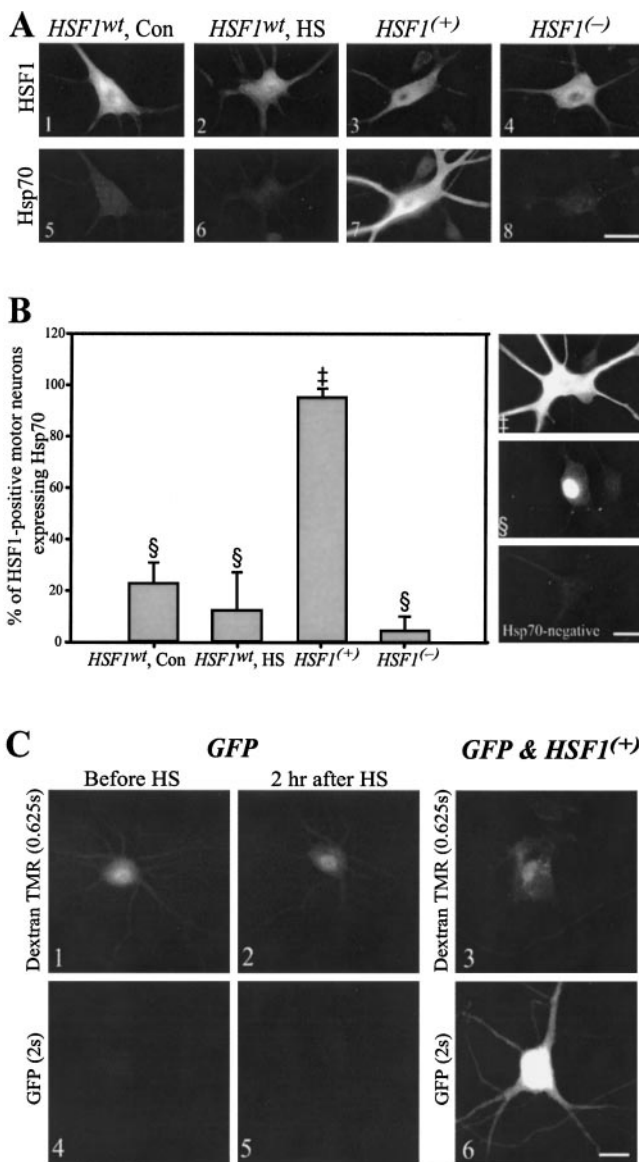 A
HSF1wt, Con
HSF1wt, HS
HSF1(+)
HSF1(–)
HSF1
1
2
3
4
Hsp70
5
6
7
8
B
% of HSF1-positive motor neurons
expressing Hsp70
120
100
80
60
40
20
0
§
§
‡
§
HSF1wt, Con
HSF1wt, HS
HSF1(+)
HSF1(–)
‡
§
Hsp70-negative
C
GFP
GFP & HSF1(+)
Before HS
2 hr after HS
Dextran TMR (0.625s)
1
2
Dextran TMR (0.625s)
3
GFP (2s)
4
5
GFP (2s)
6